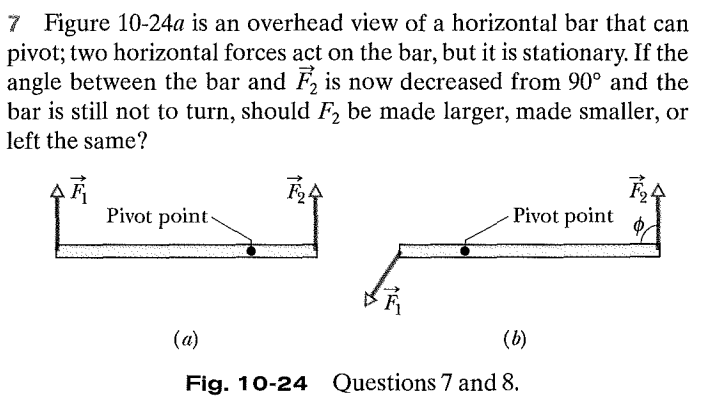 7 Figure 10-24a is an overhead view of a horizontal bar that can
pivot; two horizontal forces act on the bar, but it is stationary. If the
angle between the bar and F⃗₂ is now decreased from 90° and the
bar is still not to turn, should F₂ be made larger, made smaller, or
left the same?
F⃗₁
F⃗₂
Pivot point
F⃗₂
Pivot point
ϕ
F⃗₁
(a)
(b)
Fig. 10-24 Questions 7 and 8.